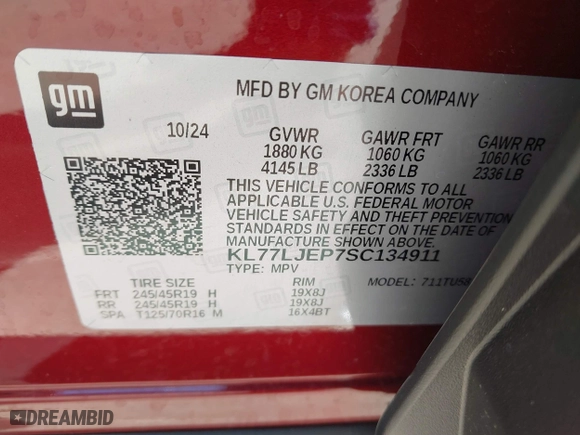 gm
MFD BY GM KOREA COMPANY
10/24 GVWR GAWR FRT GAWR RR
1880 KG 1060 KG 1060 KG
4145 LB 2336 LB 2336 LB
THIS VEHICLE CONFORMS TO ALL
APPLICABLE U.S. FEDERAL MOTOR
VEHICLE SAFETY AND THEFT PREVENTION
STANDARDS IN EFFECT ON THE DATE OF
MANUFACTURE SHOWN ABOVE.
KL77LJEP7SC134911
TYPE: MPV MODEL: 711TUS
TIRE SIZE RIM
FRT 245/45R19 H 19X8J
RR 245/45R19 H 19X8J
SPA T125/70R16 M 16X4BT
DREAMBID